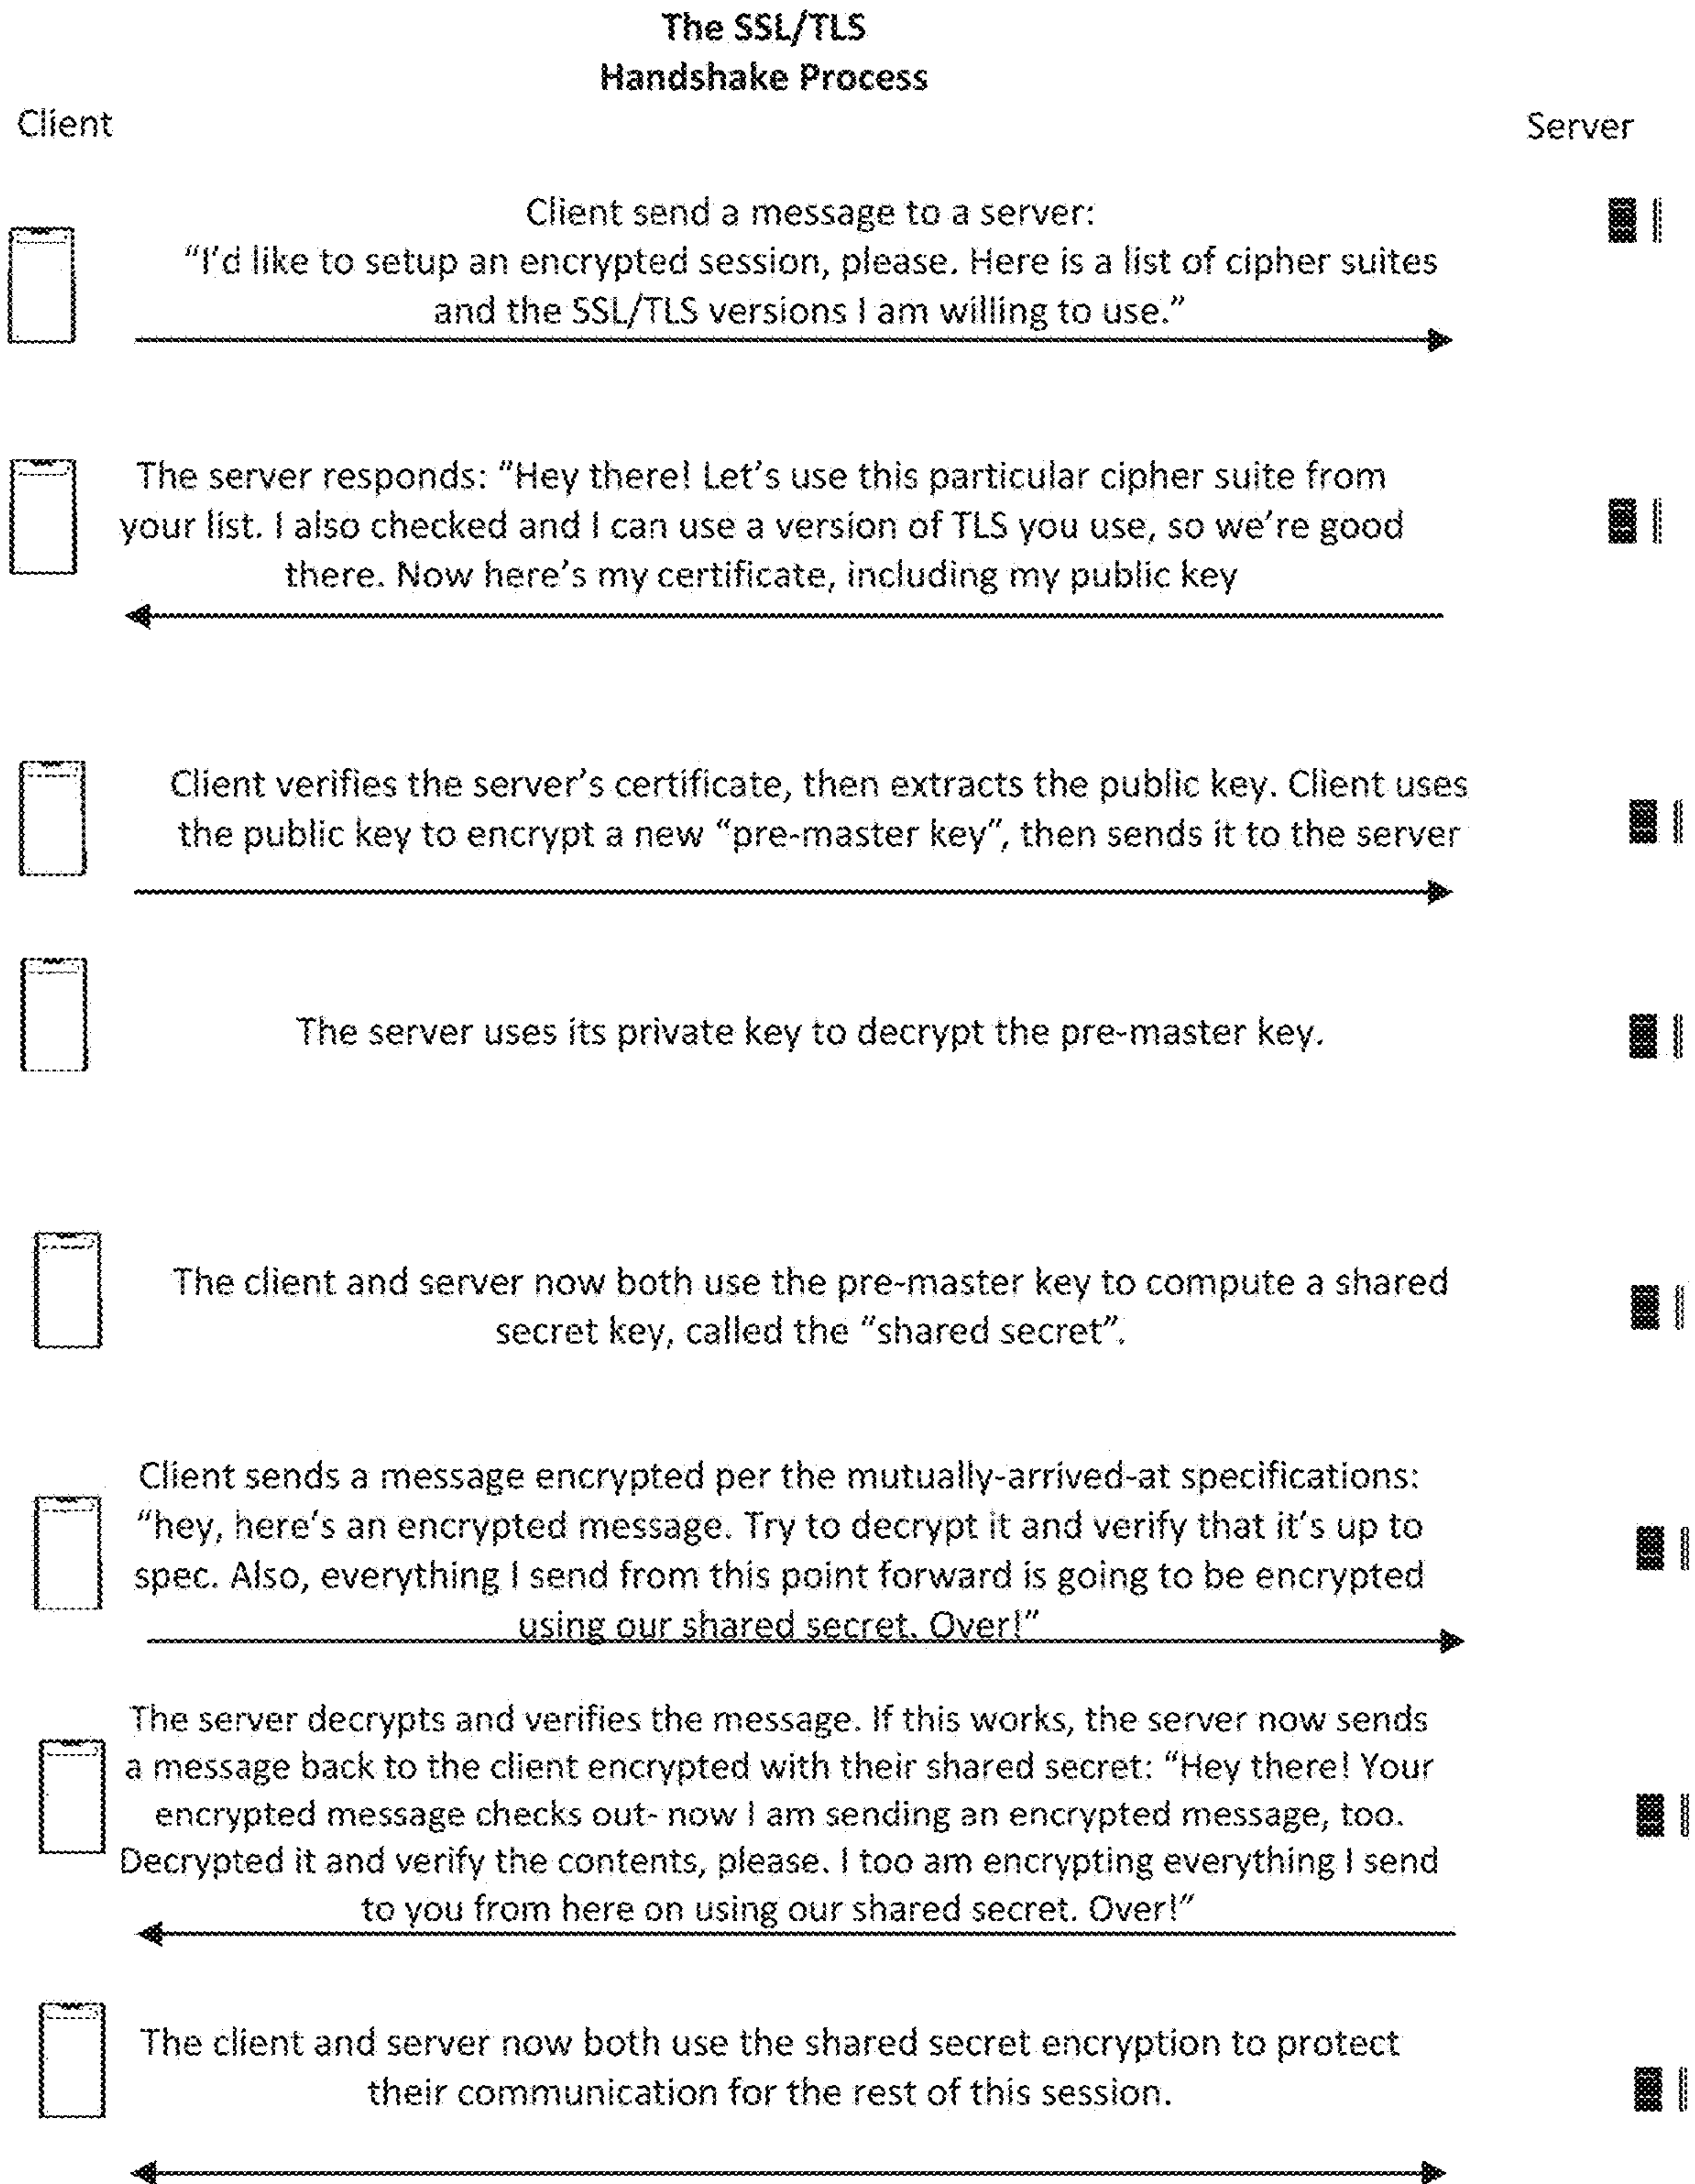 The SSL/TLS
Handshake Process
Client
Server
Client send a message to a server:
“I’d like to setup an encrypted session, please. Here is a list of cipher suites
and the SSL/TLS versions I am willing to use.”
The server responds: “Hey there! Let’s use this particular cipher suite from
your list. I also checked and I can use a version of TLS you use, so we’re good
there. Now here’s my certificate, including my public key
Client verifies the server’s certificate, then extracts the public key. Client uses
the public key to encrypt a new “pre-master key”, then sends it to the server
The server uses its private key to decrypt the pre-master key.
The client and server now both use the pre-master key to compute a shared
secret key, called the “shared secret”.
Client sends a message encrypted per the mutually-arrived-at specifications:
“hey, here’s an encrypted message. Try to decrypt it and verify that it’s up to
spec. Also, everything I send from this point forward is going to be encrypted
using our shared secret. Over!”
The server decrypts and verifies the message. If this works, the server now sends
a message back to the client encrypted with their shared secret: “Hey there! Your
encrypted message checks out- now I am sending an encrypted message, too.
Decrypted it and verify the contents, please. I too am encrypting everything I send
to you from here on using our shared secret. Over!”
The client and server now both use the shared secret encryption to protect
their communication for the rest of this session.